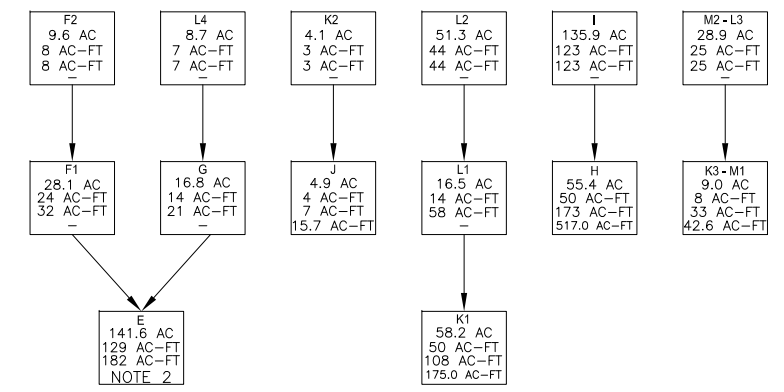 F2
9.6 AC
8 AC-FT
8 AC-FT
–
L4
8.7 AC
7 AC-FT
7 AC-FT
–
K2
4.1 AC
3 AC-FT
3 AC-FT
–
L2
51.3 AC
44 AC-FT
44 AC-FT
–
I
135.9 AC
123 AC-FT
123 AC-FT
–
M2-L3
28.9 AC
25 AC-FT
25 AC-FT
–
F1
28.1 AC
24 AC-FT
32 AC-FT
–
G
16.8 AC
14 AC-FT
21 AC-FT
–
J
4.9 AC
4 AC-FT
7 AC-FT
15.7 AC-FT
L1
16.5 AC
14 AC-FT
58 AC-FT
–
H
55.4 AC
50 AC-FT
173 AC-FT
517.0 AC-FT
K3-M1
9.0 AC
8 AC-FT
33 AC-FT
42.6 AC-FT
E
141.6 AC
129 AC-FT
182 AC-FT
NOTE 2
K1
58.2 AC
50 AC-FT
108 AC-FT
175.0 AC-FT